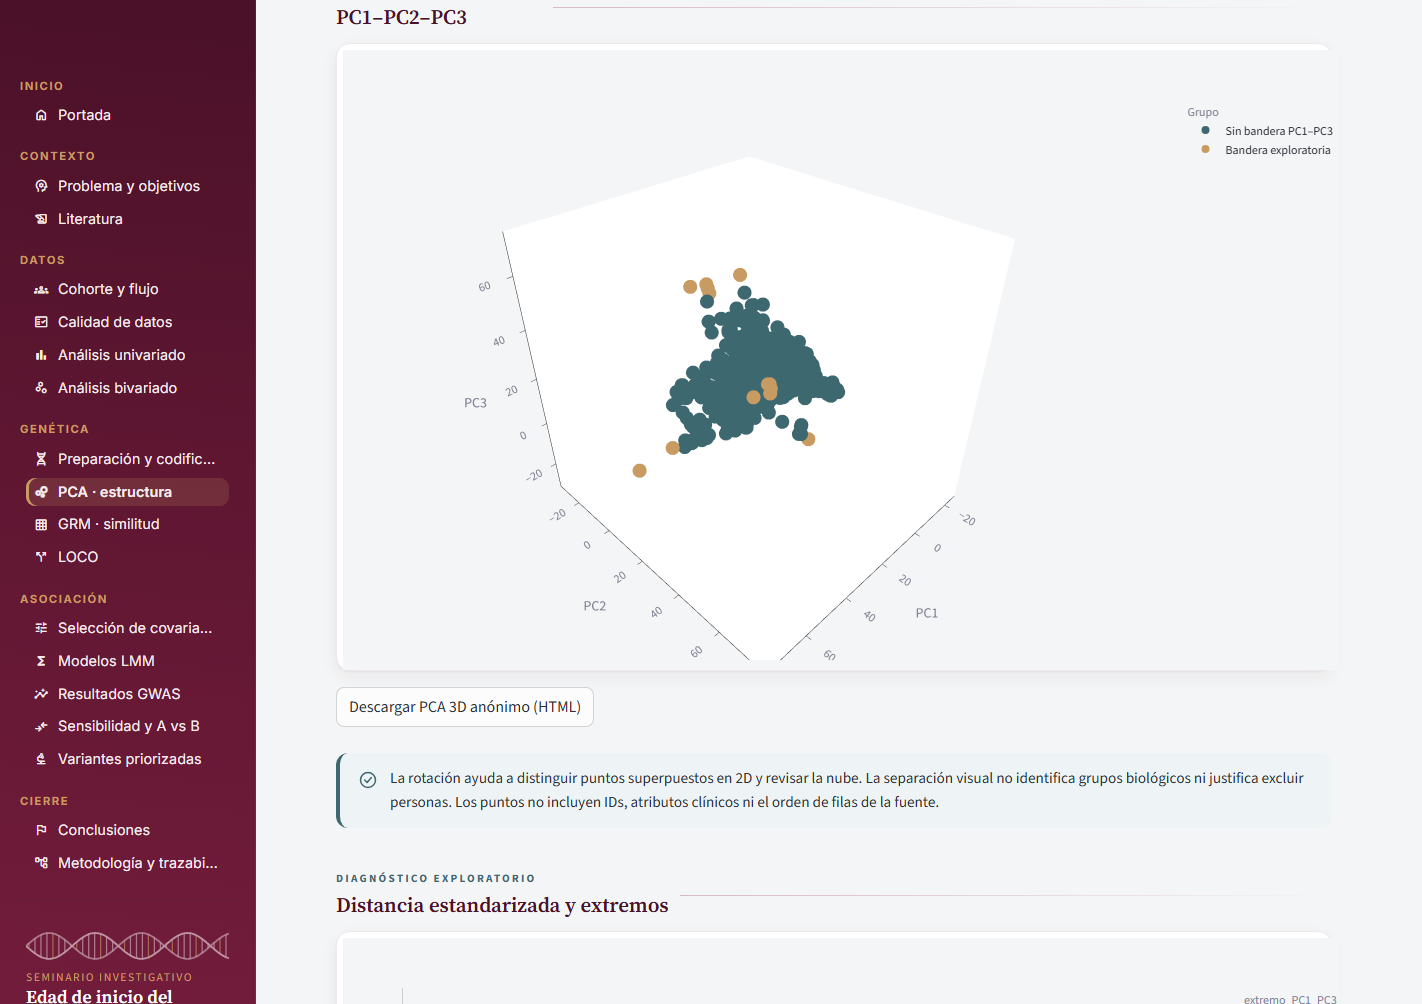 INICIO
Portada
CONTEXTO
Problema y objetivos
Literatura
DATOS
Cohorte y flujo
Calidad de datos
Análisis univariado
Análisis bivariado
GENÉTICA
Preparación y codific...
PCA · estructura
GRM · similitud
LOCO
ASOCIACIÓN
Selección de covaria...
Modelos LMM
Resultados GWAS
Sensibilidad y A vs B
Variantes priorizadas
CIERRE
Conclusiones
Metodología y trazabi...
SEMINARIO INVESTIGATIVO
Edad de inicio del
PC1–PC2–PC3
Grupo
Sin bandera PC1–PC3
Bandera exploratoria
60
40
20
0
−20
PC3
−20
0
20
40
60
PC2
−20
0
20
40
60
PC1
Descargar PCA 3D anónimo (HTML)
La rotación ayuda a distinguir puntos superpuestos en 2D y revisar la nube. La separación visual no identifica grupos biológicos ni justifica excluir
personas. Los puntos no incluyen IDs, atributos clínicos ni el orden de filas de la fuente.
DIAGNÓSTICO EXPLORATORIO
Distancia estandarizada y extremos
extremo_PC1_PC3